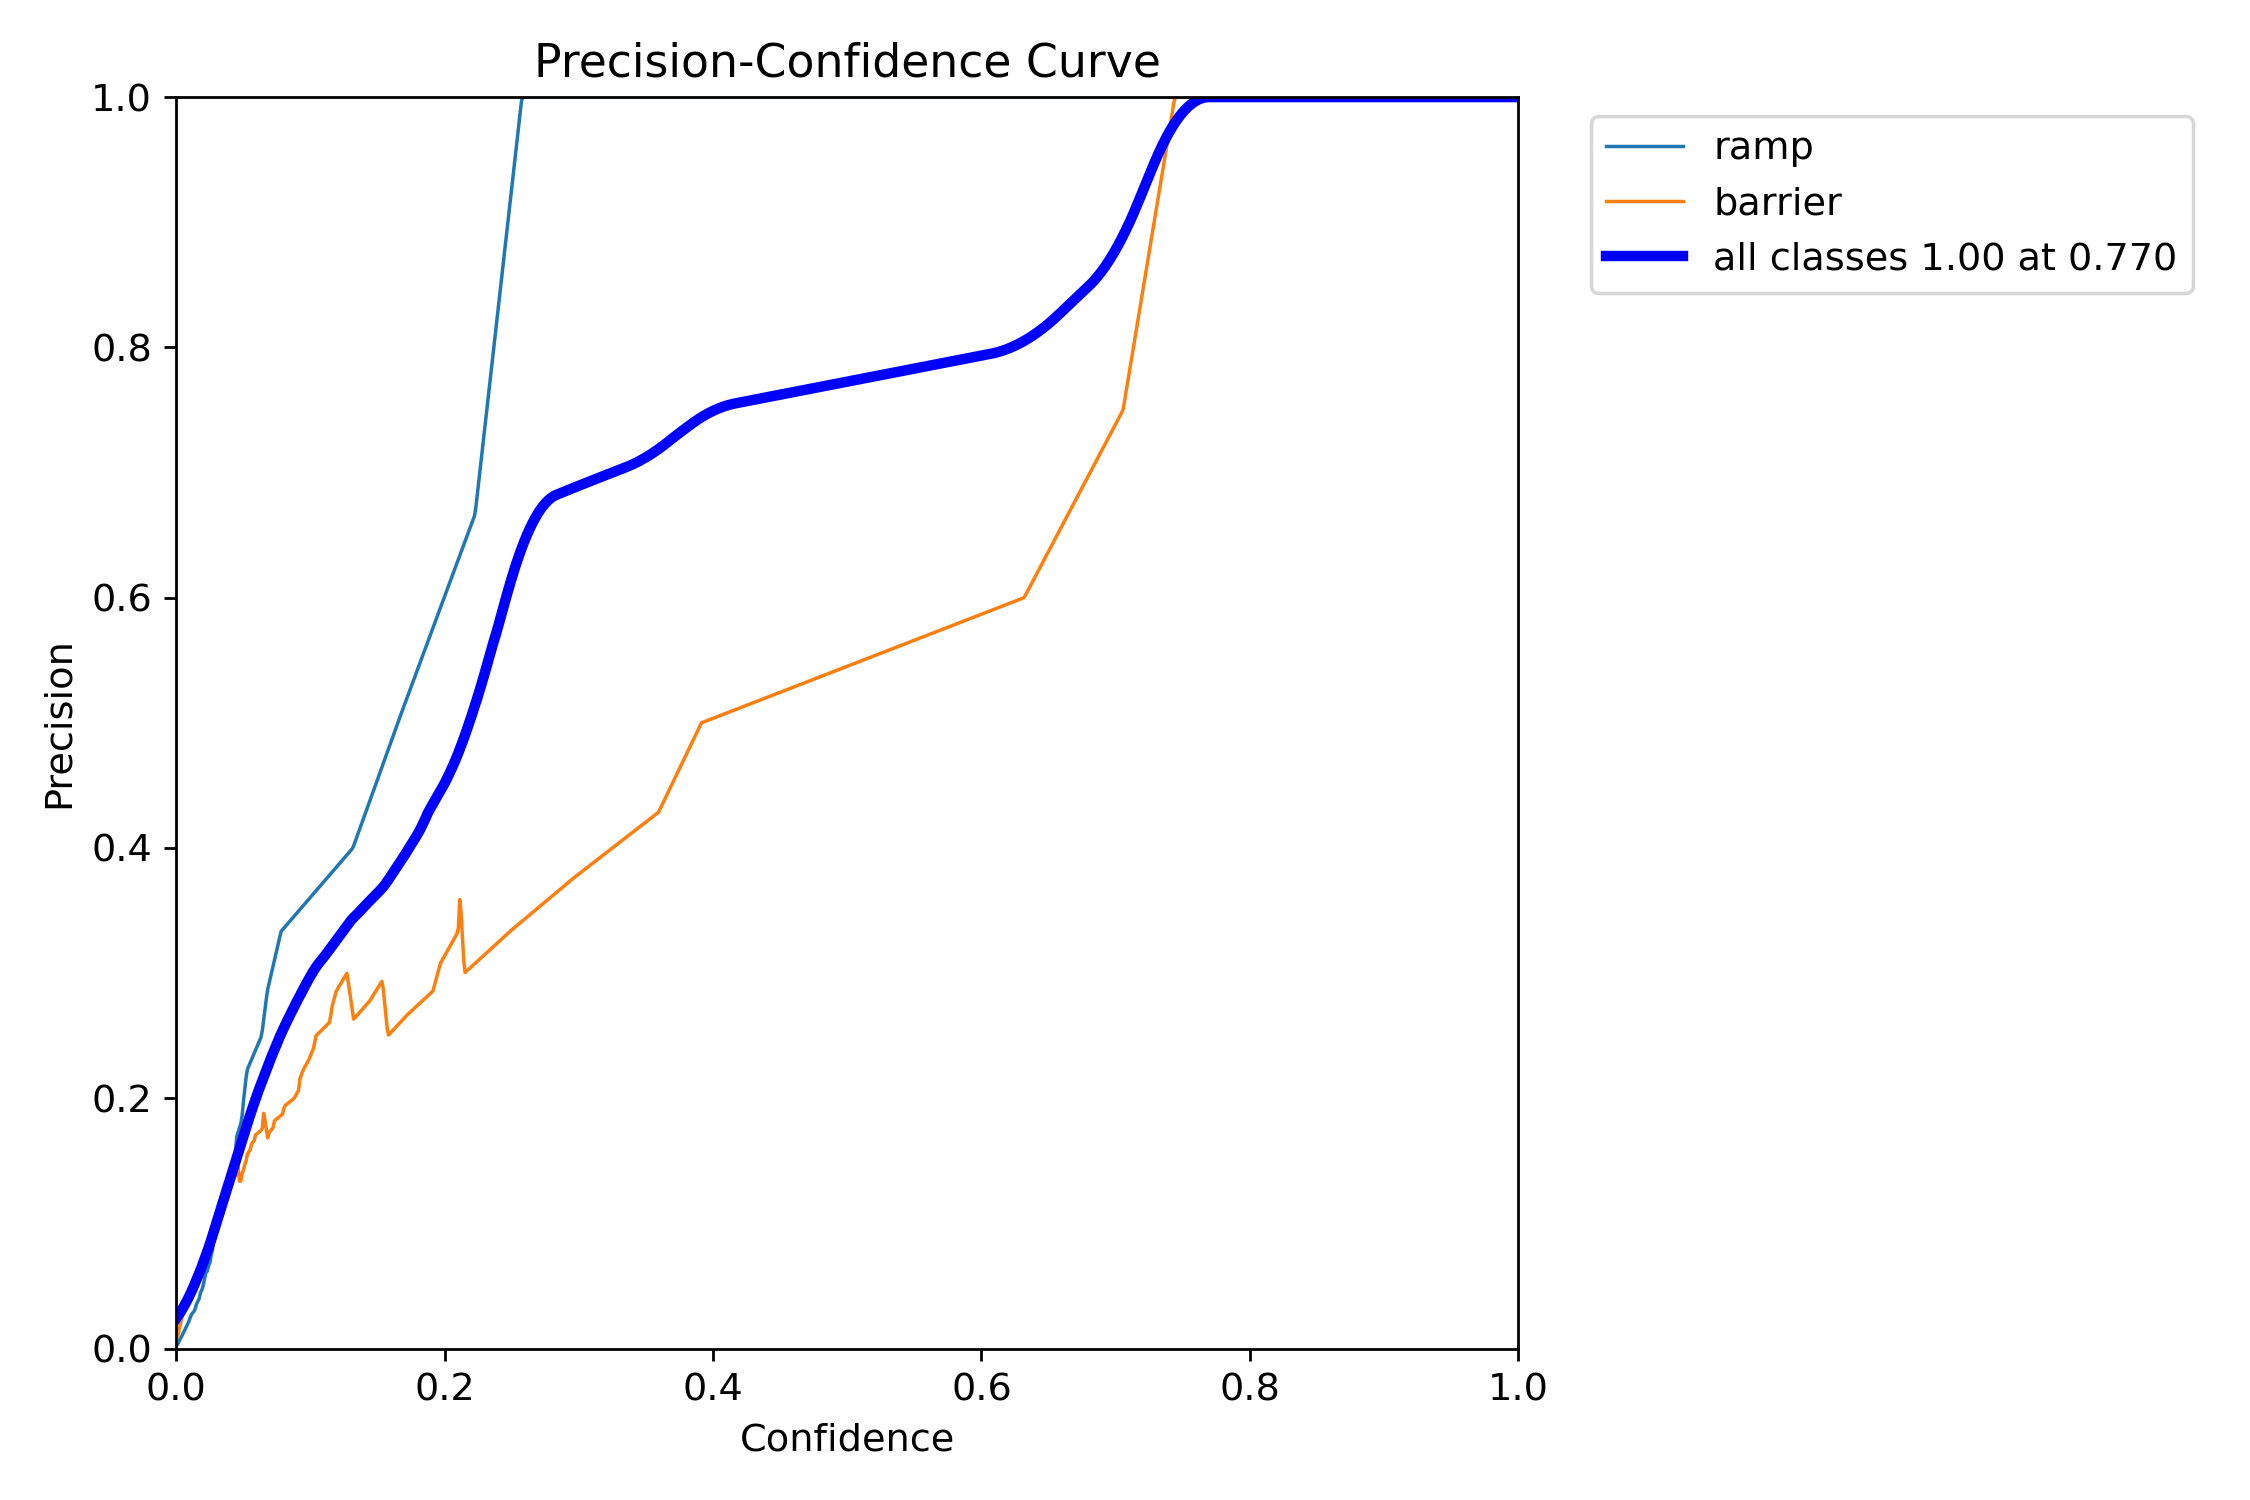 Precision-Confidence Curve
1.0
0.8
0.6
0.4
0.2
0.0
Precision
0.0 0.2 0.4 0.6 0.8 1.0
Confidence
ramp
barrier
all classes 1.00 at 0.770